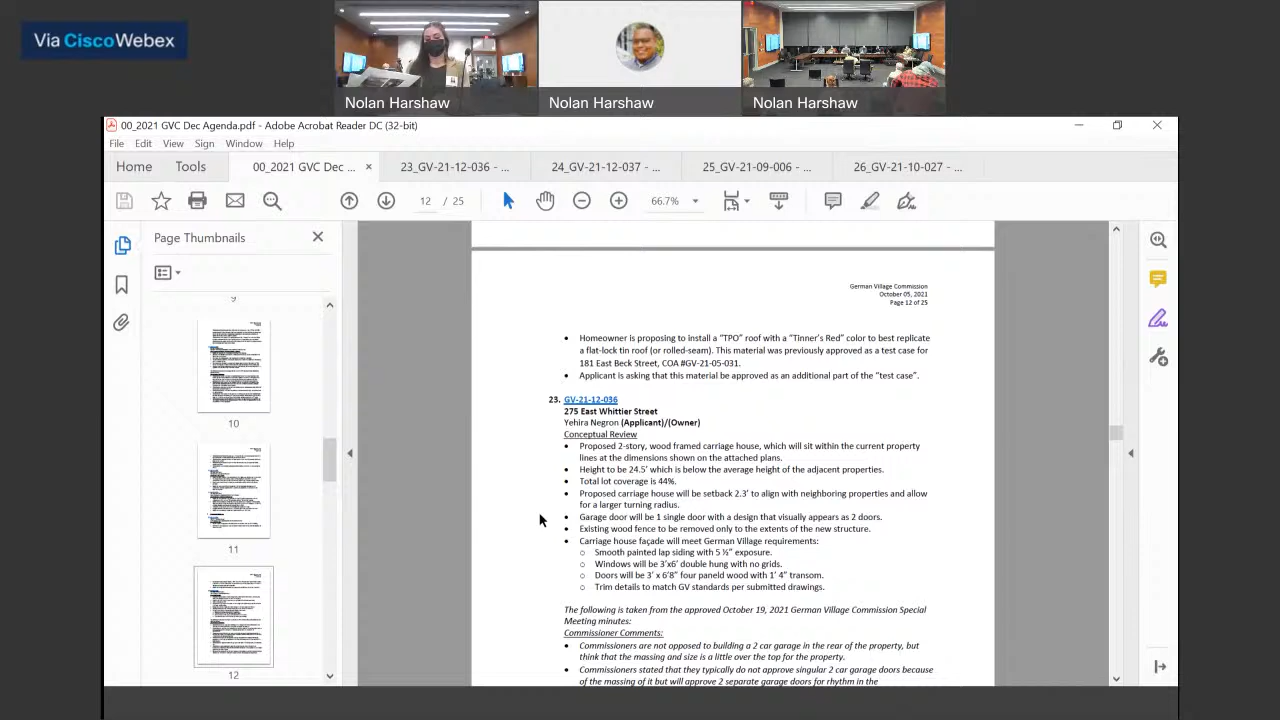 Via Cisco Webex
Nolan Harshaw
Nolan Harshaw
Nolan Harshaw
00_2021 GVC Dec Agenda.pdf - Adobe Acrobat Reader DC (32-bit)
File Edit View Sign Window Help
Home Tools 00_2021 GVC Dec ... × 23_GV-21-12-036 - ... 24_GV-21-12-037 - ... 25_GV-21-09-006 - ... 26_GV-21-10-027 - ...
12 / 25 66.7%
Page Thumbnails
9
10
11
12
German Village Commission
October 05, 2021
Page 12 of 25
• Homeowner is proposing to install a “TPO” roof with a “Tinner’s Red” color to best replicate
a flat-lock tin roof (or rolled-seam). This material was previously approved as a test case for
181 East Beck Street, COA #GV-21-05-031.
• Applicant is asking that this material be approved as an additional part of the “test case”.
23. GV-21-12-036
275 East Whittier Street
Yehira Negron (Applicant)/(Owner)
Conceptual Review
• Proposed 2-story, wood framed carriage house, which will sit within the current property
lines at the dimensions shown on the attached plans.
• Height to be 24.5’ which is below the average height of the adjacent properties.
• Total lot coverage is 44%.
• Proposed carriage house will be setback 2.3’ to align with neighboring properties and allow
for a larger turning radius.
• Garage door will be 1 single door with a design that visually appears as 2 doors.
• Existing wood fence to be removed only to the extents of the new structure.
• Carriage house façade will meet German Village requirements:
o Smooth painted lap siding with 5 ½” exposure.
o Windows will be 3’x6’ double hung with no grids.
o Doors will be 3’ x 6’8” four paneld wood with 1’ 4” transom.
o Trim details to match GV standards per submitted drawings.
The following is taken from the approved October 19, 2021 German Village Commission Special
Meeting minutes:
Commissioner Comments:
• Commissioners are not opposed to building a 2 car garage in the rear of the property, but
think that the massing and size is a little over the top for the property.
• Commissioners stated that they typically do not approve singular 2 car garage doors because
of the massing of it but will approve 2 separate garage doors for rhythm in the